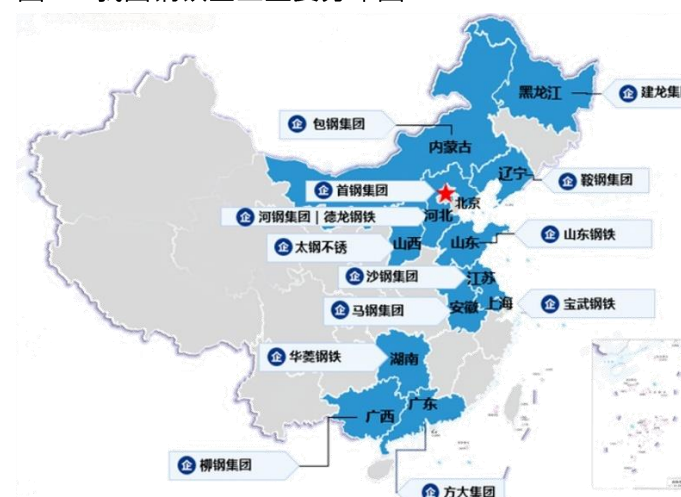 黑龙江
建龙集
包钢集团
内蒙古
辽宁
鞍钢集团
首钢集团
北京
河钢集团|德龙钢铁
河北
太钢不锈
山西
山东
山东钢铁
沙钢集团
江苏
马钢集团
安徽
上海
宝武钢铁
华菱钢铁
湖南
广西
广东
柳钢集团
方大集团